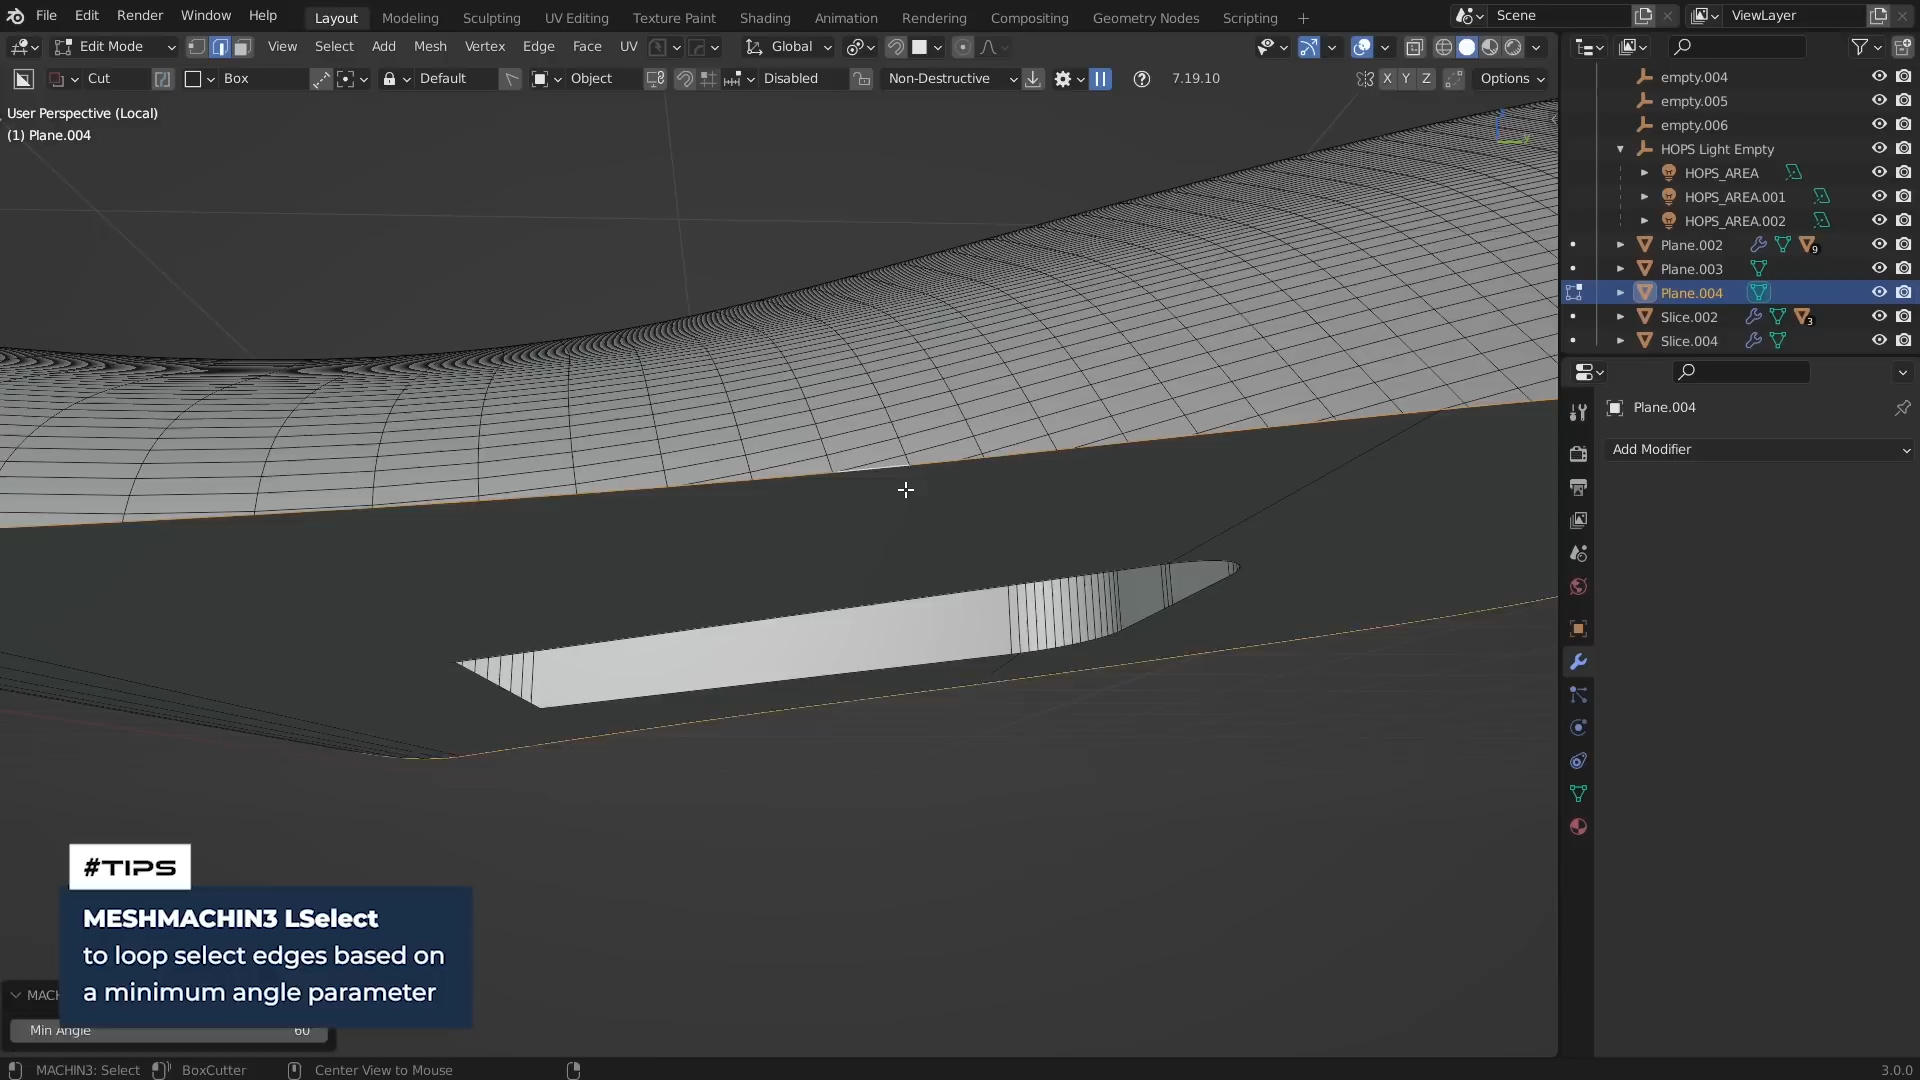 File Edit Render Window Help Layout Modeling Sculpting UV Editing Texture Paint Shading Animation Rendering Compositing Geometry Nodes Scripting + Scene ViewLayer
Edit Mode View Select Add Mesh Vertex Edge Face UV Global
Cut Box Default Object Disabled Non-Destructive 7.19.10 X Y Z Options
User Perspective (Local)
(1) Plane.004
empty.004
empty.005
empty.006
HOPS Light Empty
HOPS_AREA
HOPS_AREA.001
HOPS_AREA.002
Plane.002 9
Plane.003
Plane.004
Slice.002 3
Slice.004
Plane.004
Add Modifier
#TIPS
MESHMACHIN3 LSelect
to loop select edges based on
a minimum angle parameter
MACH
Min Angle 60
MACHIN3: Select BoxCutter Center View to Mouse 3.0.0